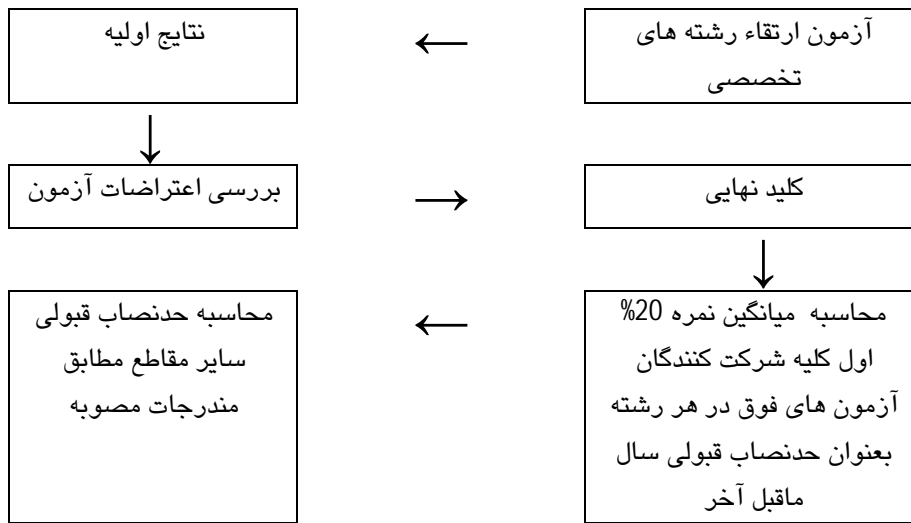 آزمون ارتقاء رشته های
تخصصی
نتایج اولیه
بررسی اعتراضات آزمون
کلید نهایی
محاسبه میانگین نمره 20%
اول کلیه شرکت کنندگان
آزمون های فوق در هر رشته
بعنوان حدنصاب قبولی سال
ماقبل آخر
محاسبه حدنصاب قبولی
سایر مقاطع مطابق
مندرجات مصوبه